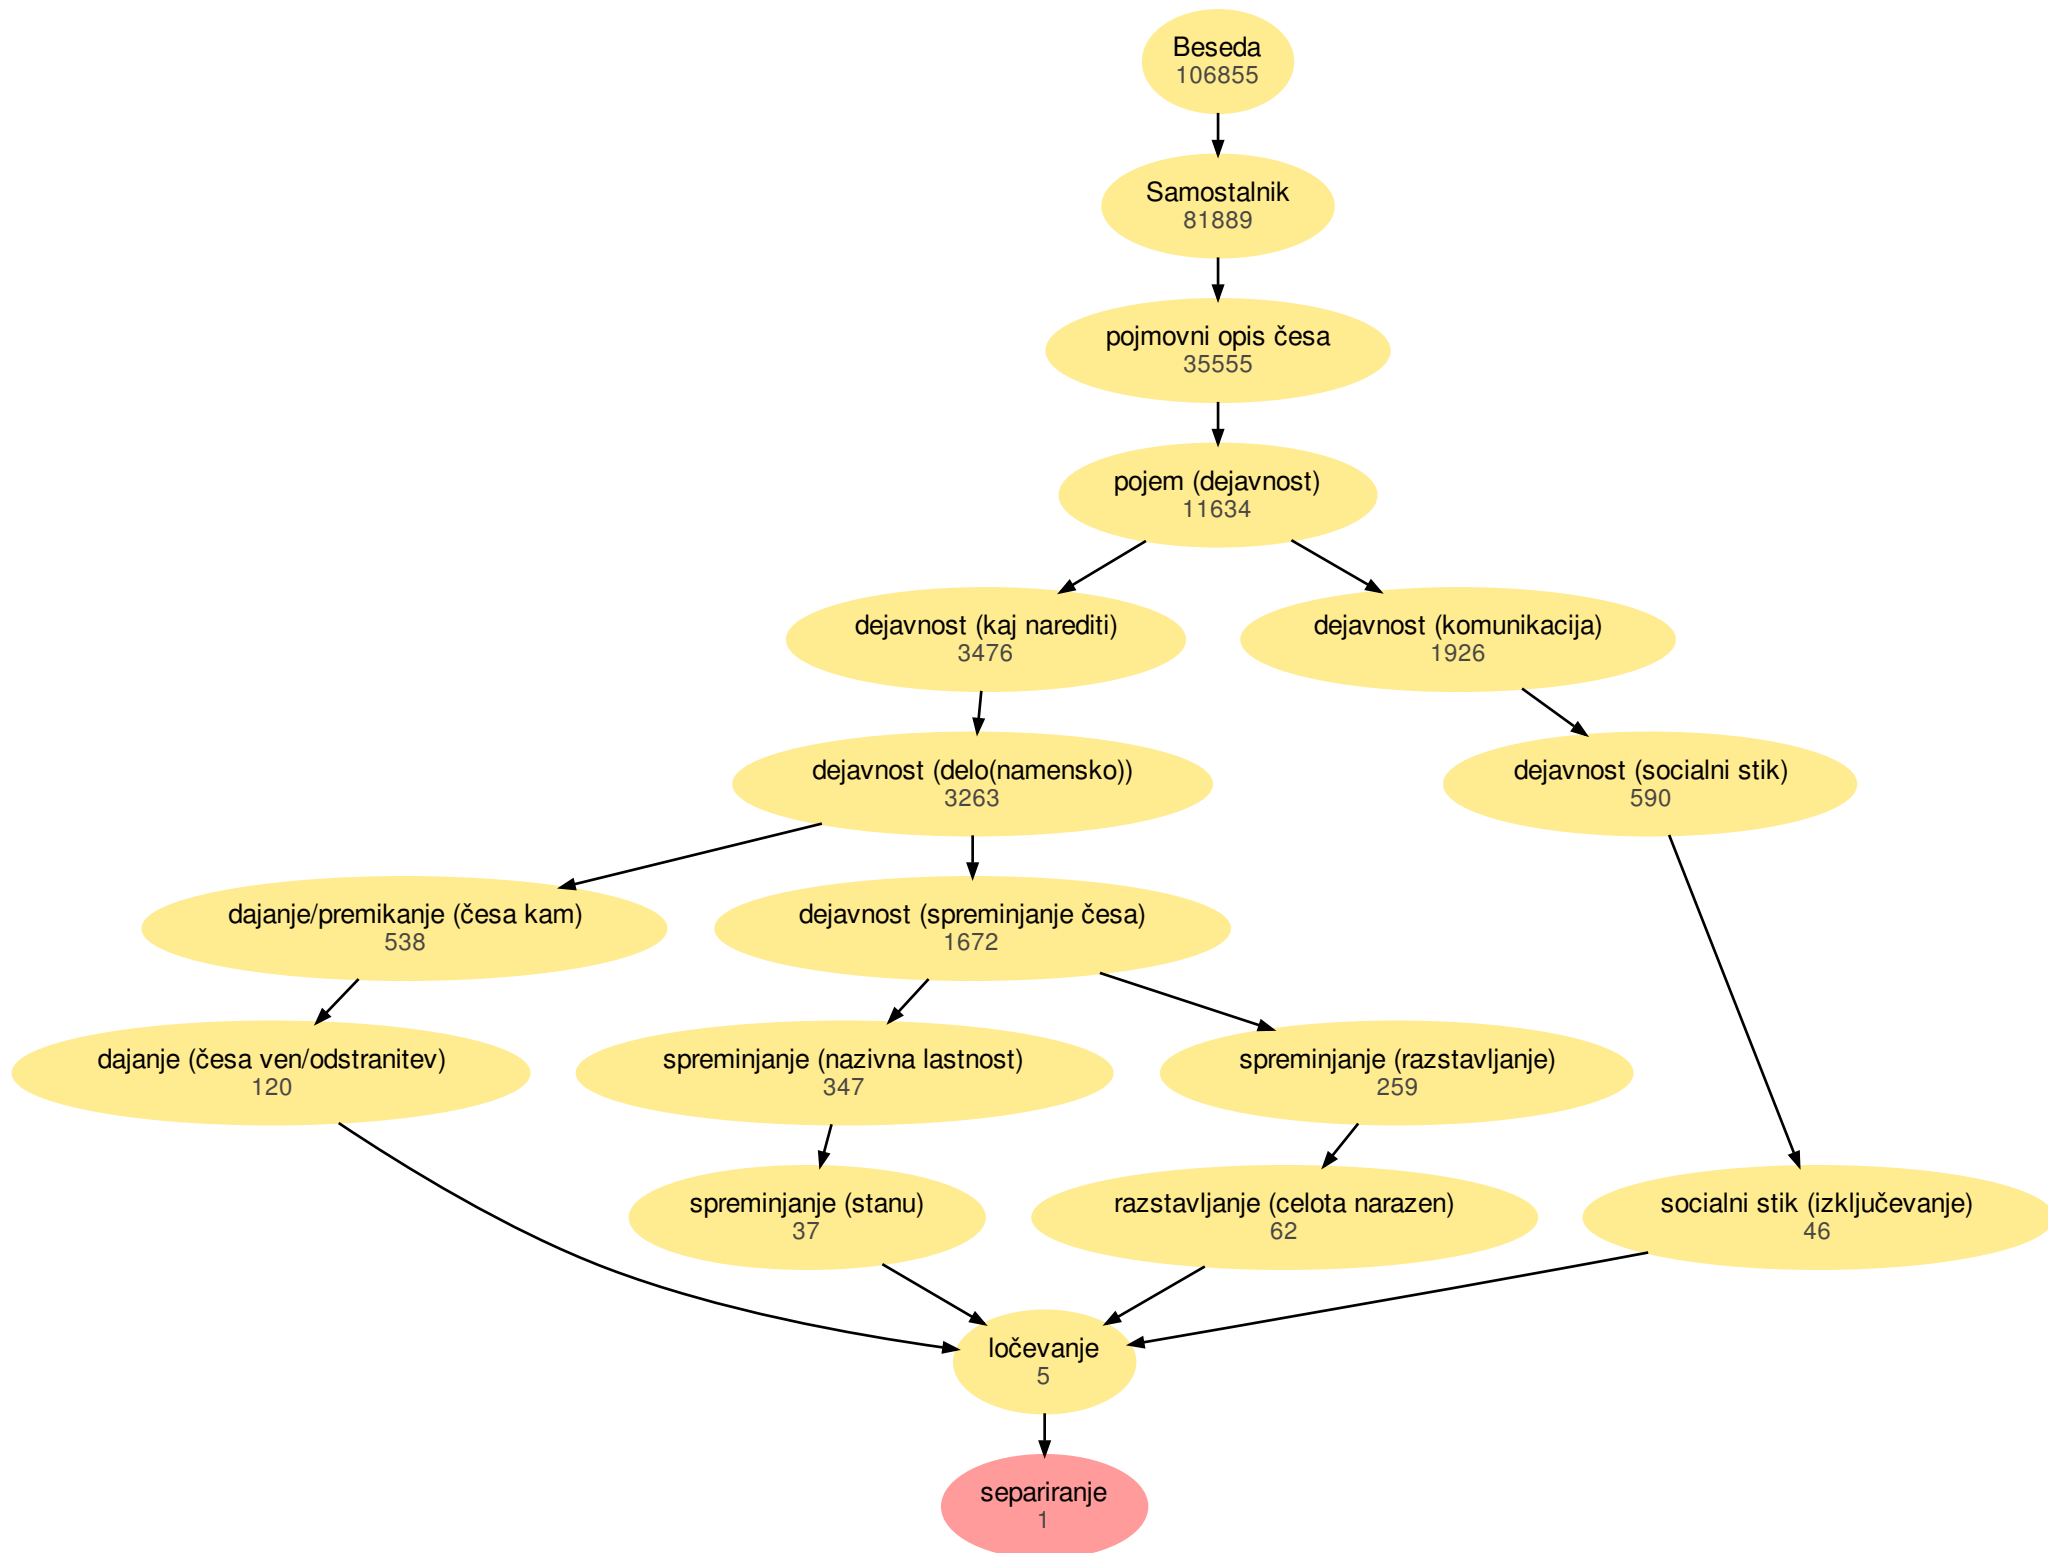 Beseda
106855
Samostalnik
81889
pojmovni opis česa
35555
pojem (dejavnost)
11634
dejavnost (kaj narediti)
3476
dejavnost (komunikacija)
1926
dejavnost (delo(namensko))
3263
dejavnost (socialni stik)
590
dajanje/premikanje (česa kam)
538
dejavnost (spreminjanje česa)
1672
dajanje (česa ven/odstranitev)
120
spreminjanje (nazivna lastnost)
347
spreminjanje (razstavljanje)
259
spreminjanje (stanu)
37
razstavljanje (celota narazen)
62
socialni stik (izključevanje)
46
ločevanje
5
separiranje
1